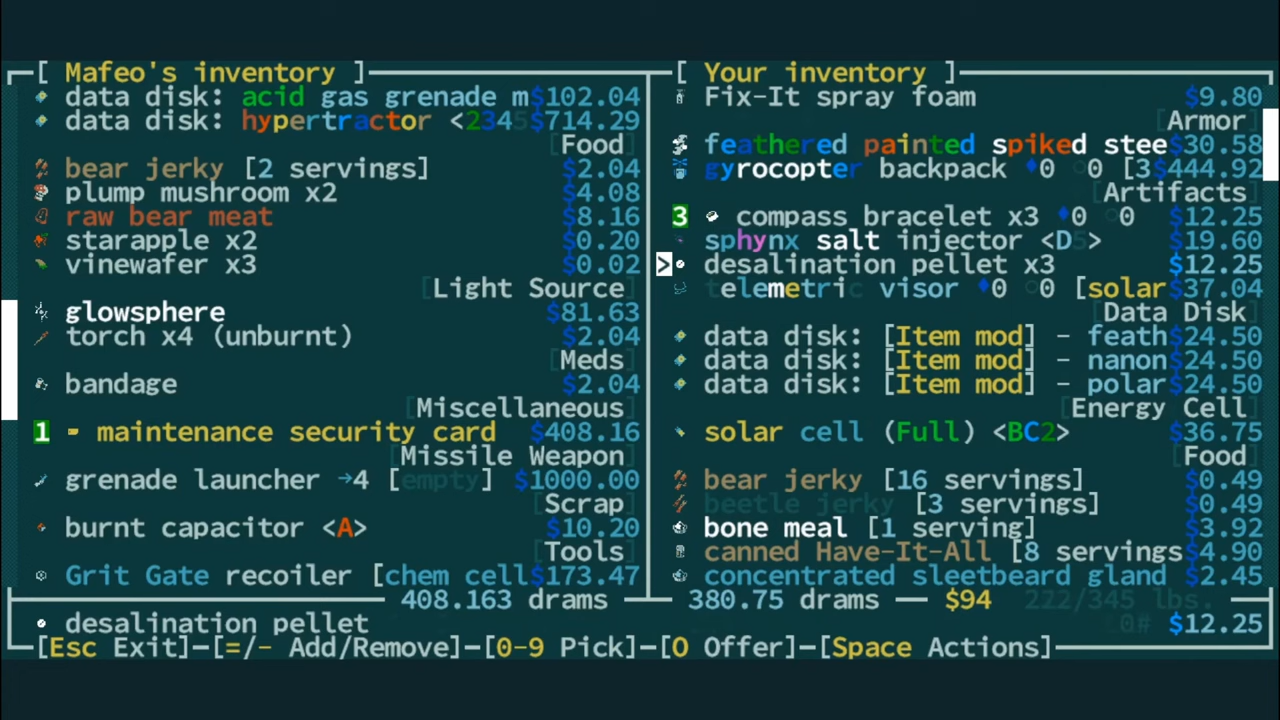 [ Mafeo's inventory ]
data disk: acid gas grenade m$102.04
data disk: hypertractor <2345$714.29
[Food]
bear jerky [2 servings] $2.04
plump mushroom x2 $4.08
raw bear meat $8.16
starapple x2 $0.20
vinewafer x3 $0.02
[Light Source]
glowsphere $81.63
torch x4 (unburnt) $2.04
[Meds]
bandage $2.04
[Miscellaneous]
1 - maintenance security card $408.16
[Missile Weapon]
grenade launcher →4 [empty] $1000.00
[Scrap]
burnt capacitor <A> $10.20
[Tools]
Grit Gate recoiler [chem cell$173.47
408.163 drams
[ Your inventory ]
Fix-It spray foam $9.80
[Armor]
feathered painted spiked stee$30.58
gyrocopter backpack ♦0 ○0 [3$444.92
[Artifacts]
3 compass bracelet x3 ♦0 ○0 $12.25
sphynx salt injector <D5> $19.60
> desalination pellet x3 $12.25
telemetric visor ♦0 ○0 [solar$37.04
[Data Disk]
data disk: [Item mod] - feath$24.50
data disk: [Item mod] - nanon$24.50
data disk: [Item mod] - polar$24.50
[Energy Cell]
solar cell (Full) <BC2> $36.75
[Food]
bear jerky [16 servings] $0.49
beetle jerky [3 servings] $0.49
bone meal [1 serving] $3.92
canned Have-It-All [8 servings $4.90
concentrated sleetbeard gland $2.45
380.75 drams — $94 222/345 lbs.
desalination pellet 0# $12.25
[Esc Exit]-[=/- Add/Remove]-[0-9 Pick]-[O Offer]-[Space Actions]